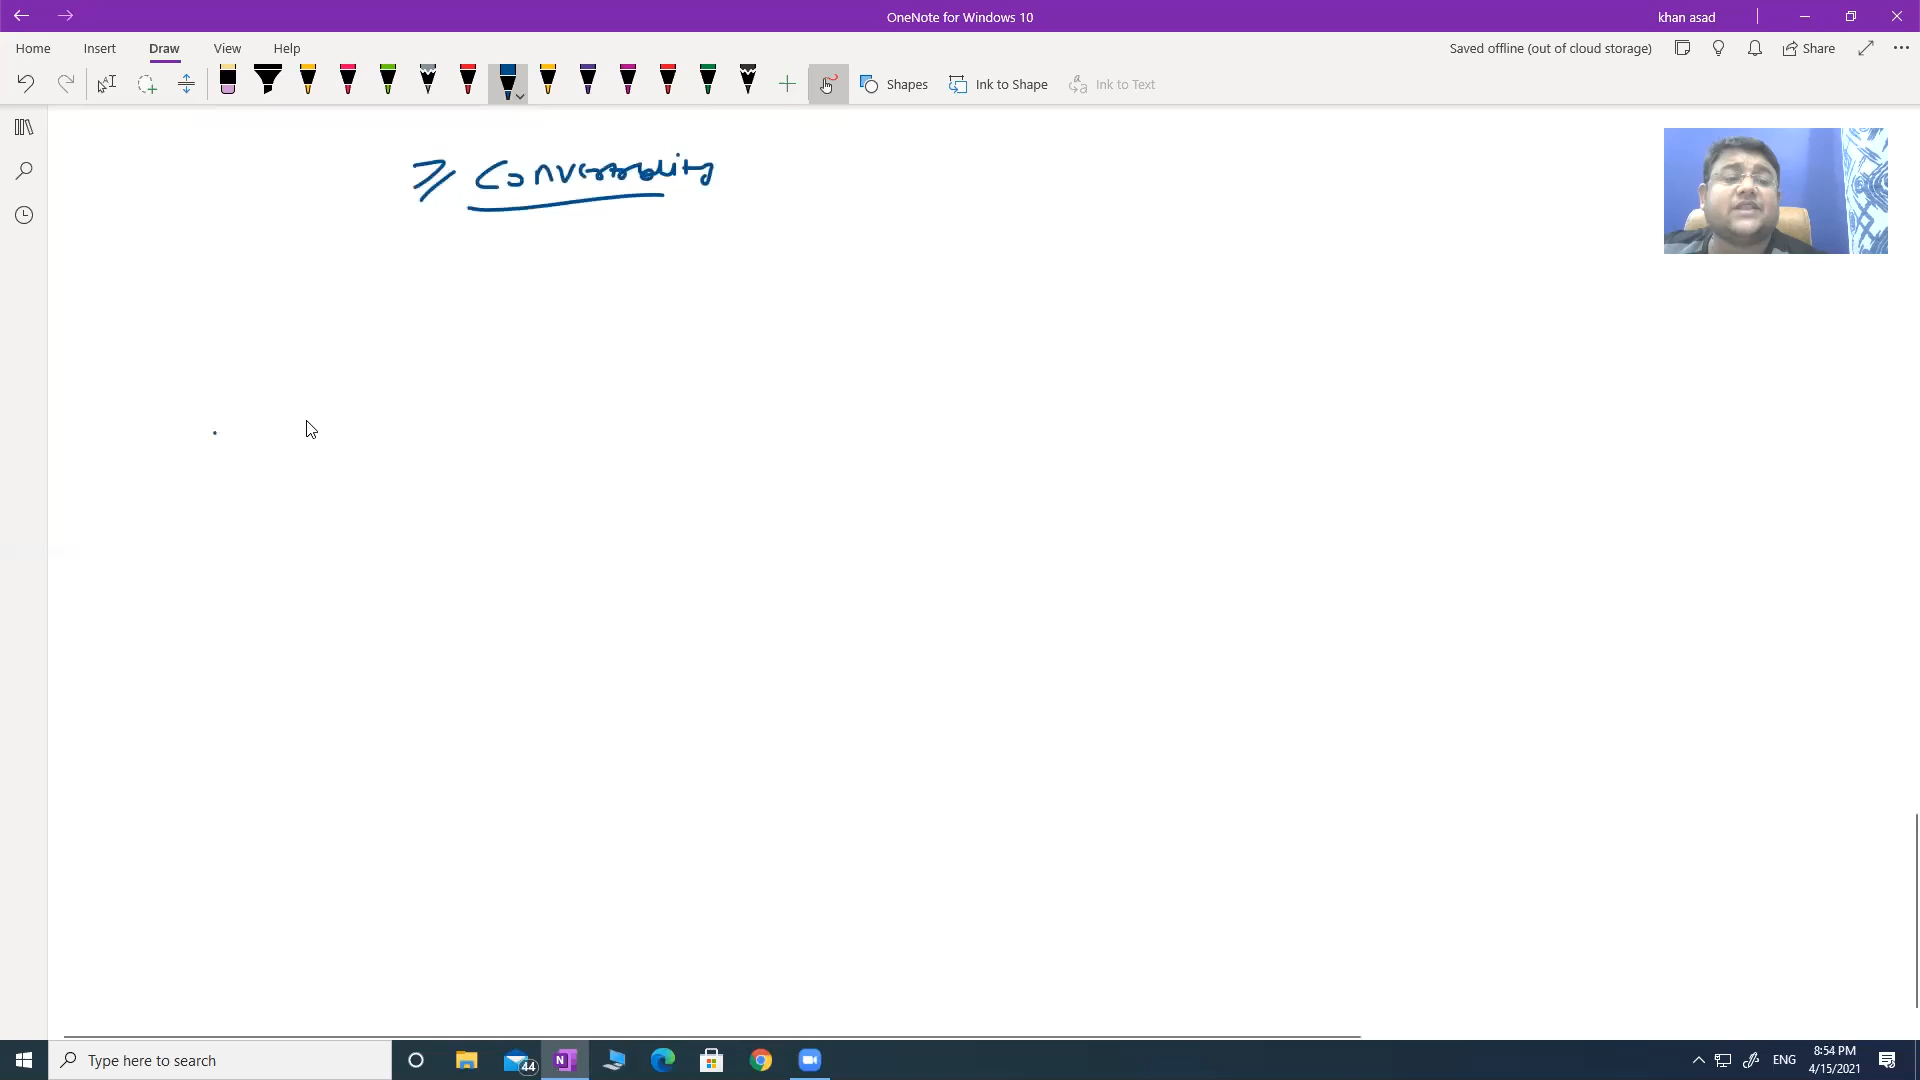 OneNote for Windows 10
khan asad
Home Insert Draw View Help
Saved offline (out of cloud storage)
Share
Shapes
Ink to Shape
Ink to Text
Convertability
Type here to search
44
N
ENG
8:54 PM
4/15/2021